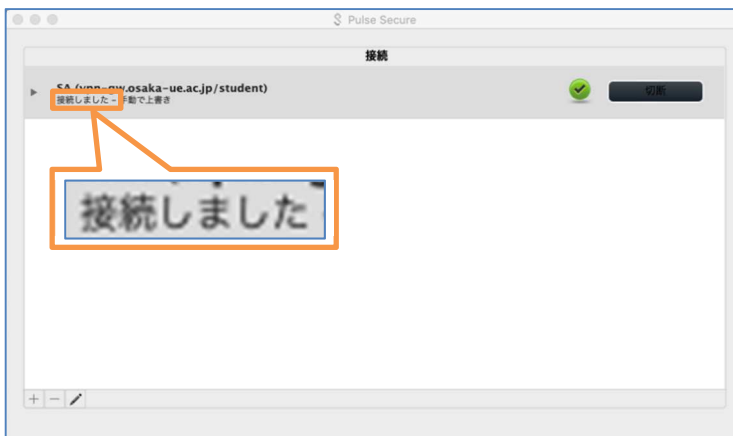 Pulse Secure
接続
SA (vpn-gw.osaka-ue.ac.jp/student)
接続しました - 手動で上書き
切断
接続しました